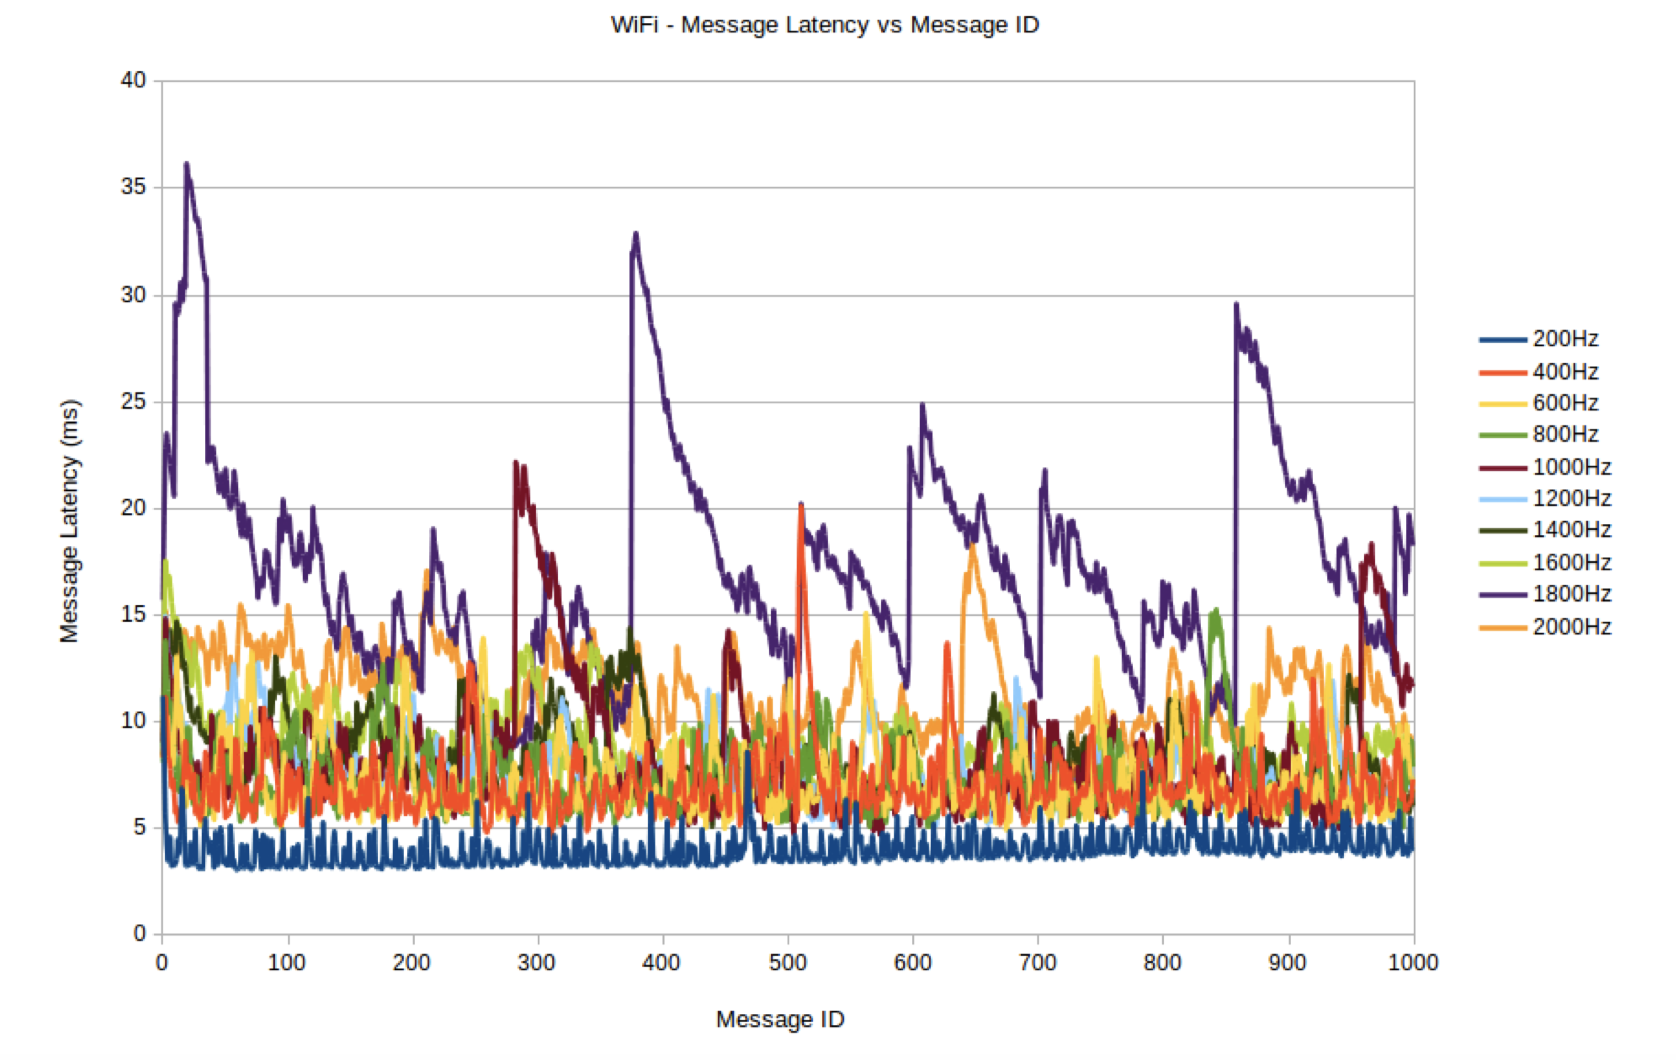 WiFi - Message Latency vs Message ID
40
35
30
25
20
15
10
5
0
Message Latency (ms)
0 100 200 300 400 500 600 700 800 900 1000
Message ID
200Hz
400Hz
600Hz
800Hz
1000Hz
1200Hz
1400Hz
1600Hz
1800Hz
2000Hz